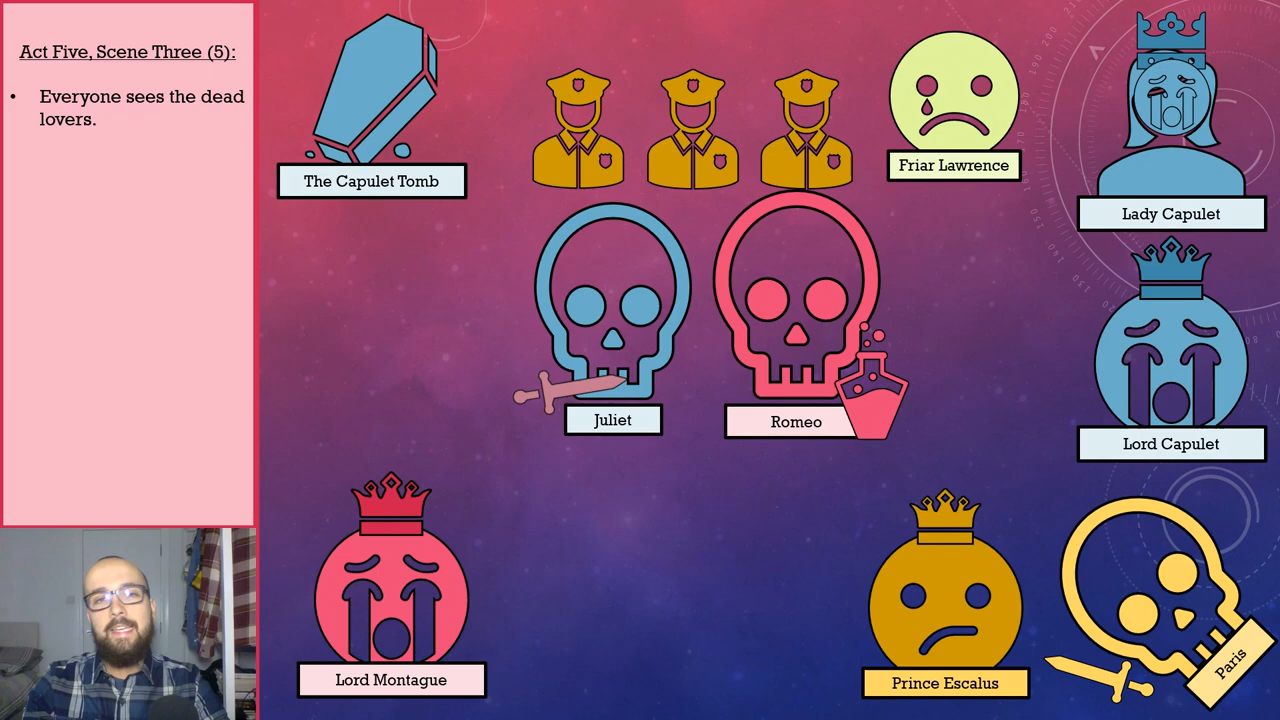 Act Five, Scene Three (5):
• Everyone sees the dead
lovers.
The Capulet Tomb
Friar Lawrence
Lady Capulet
Lord Capulet
Juliet
Romeo
Lord Montague
Prince Escalus
Paris